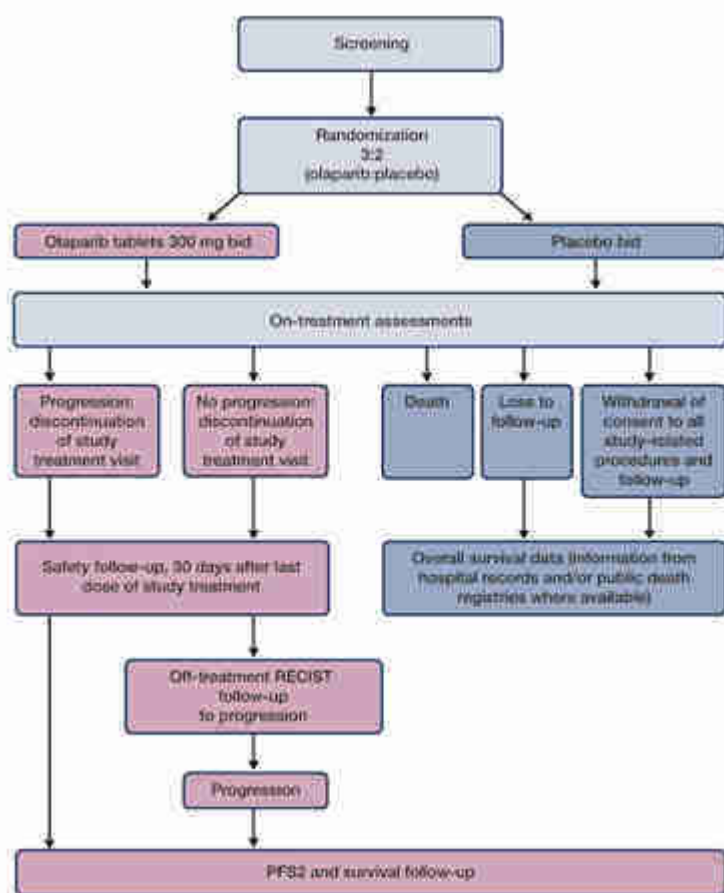 Screening
Randomization
3:2
(olaparib:placebo)
Olaparib tablets 300 mg bid
Placebo bid
On-treatment assessments
Progression:
discontinuation
of study
treatment visit
No progression:
discontinuation
of study
treatment visit
Death
Loss to
follow-up
Withdrawal of
consent to all
study-related
procedures and
follow-up
Safety follow-up, 30 days after last
dose of study treatment
Overall survival data (information from
hospital records and/or public death
registries where available)
Off-treatment RECIST
follow-up
to progression
Progression
PFS2 and survival follow-up